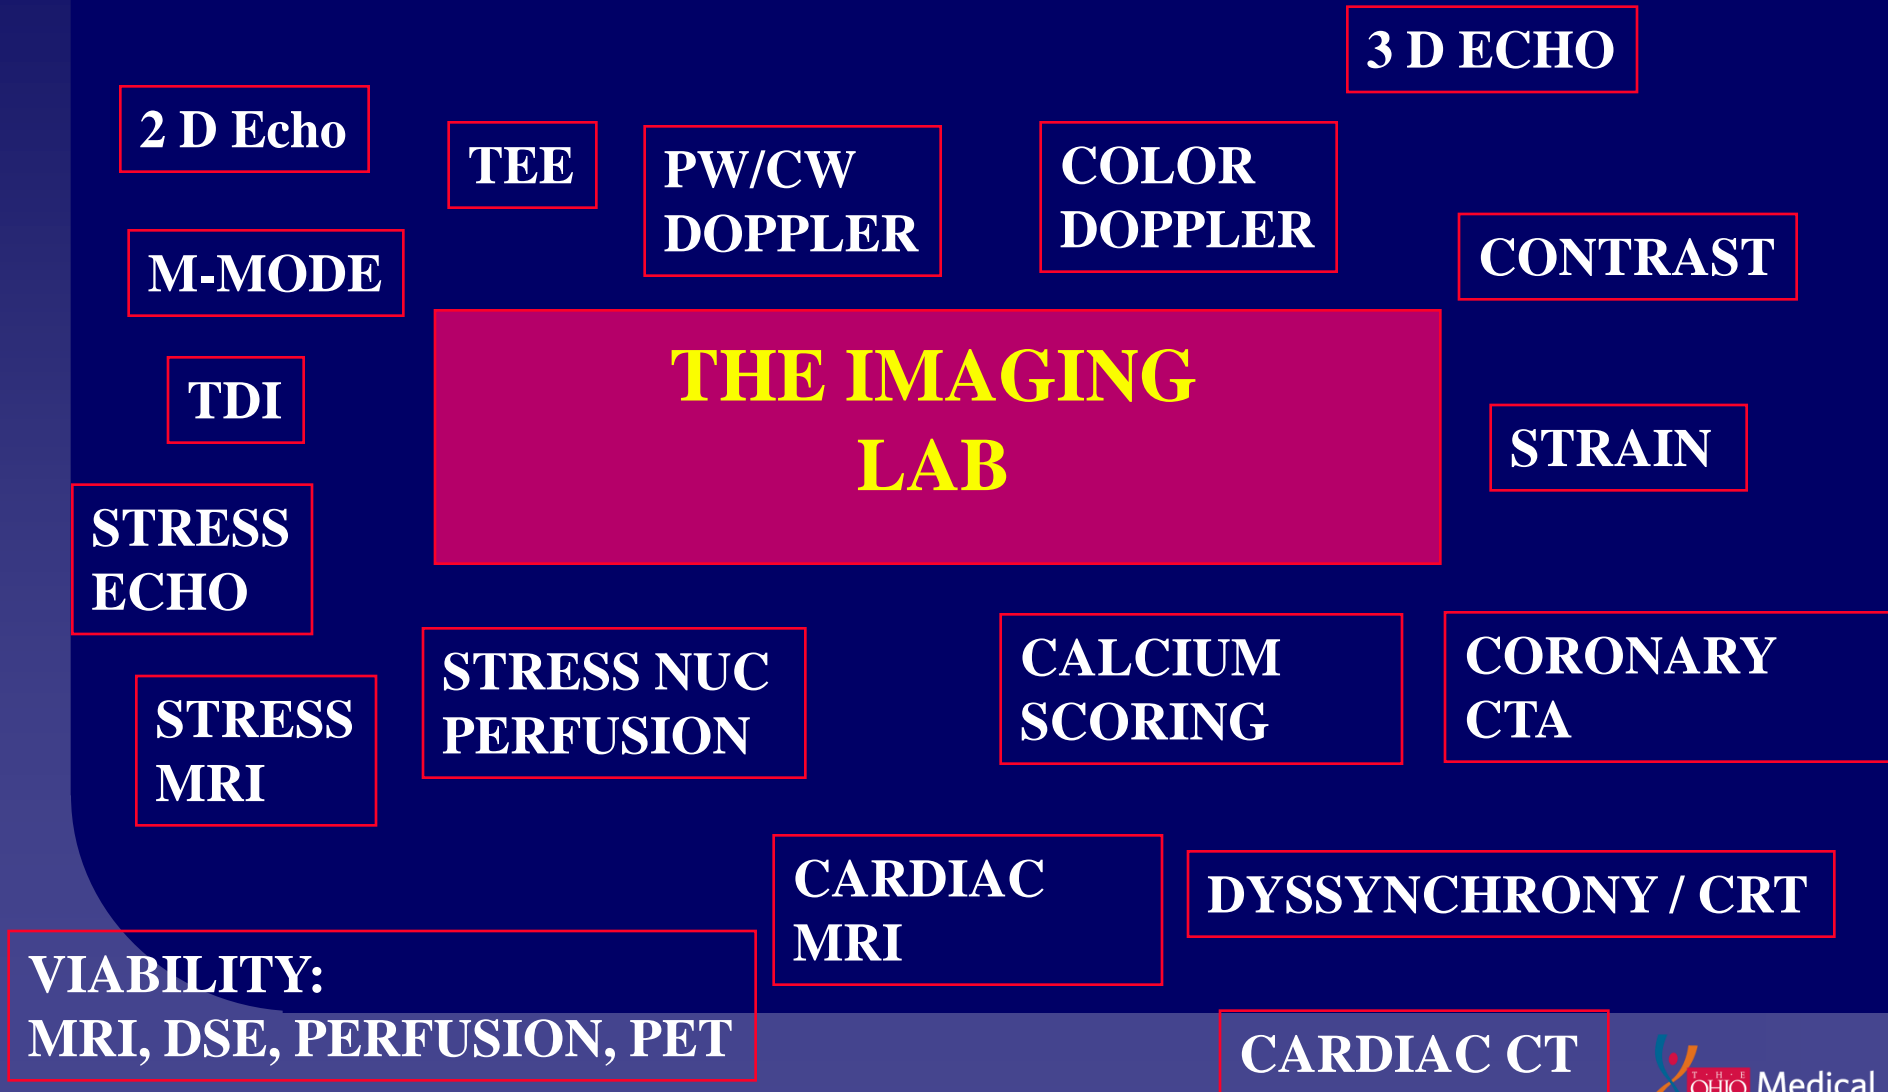 3 D ECHO
2 D Echo
TEE
PW/CW
DOPPLER
COLOR
DOPPLER
M-MODE
CONTRAST
THE IMAGING
LAB
TDI
STRAIN
STRESS
ECHO
STRESS NUC
PERFUSION
CALCIUM
SCORING
CORONARY
CTA
STRESS
MRI
CARDIAC
MRI
DYSSYNCHRONY / CRT
VIABILITY:
MRI, DSE, PERFUSION, PET
CARDIAC CT
T·H·E
OHIO Medical